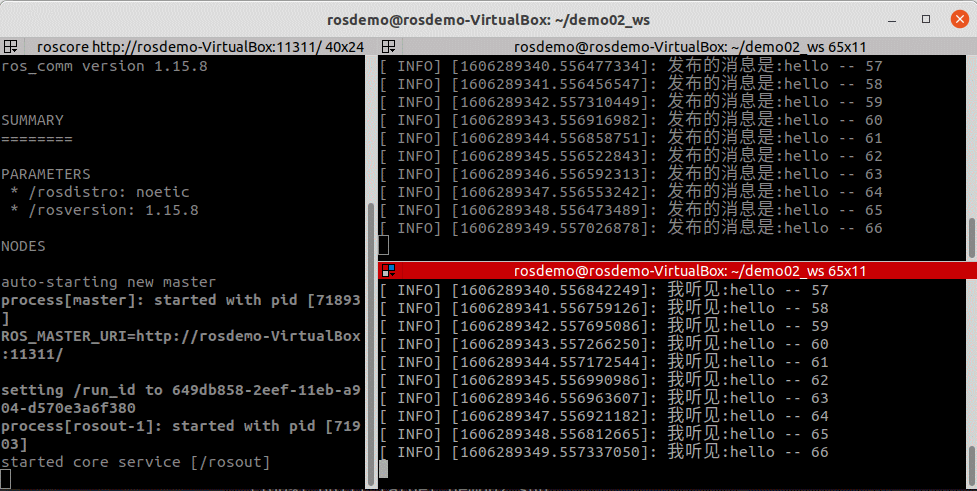 rosdemo@rosdemo-VirtualBox: ~/demo02_ws
roscore http://rosdemo-VirtualBox:11311/ 40x24
ros_comm version 1.15.8
SUMMARY
========
PARAMETERS
* /rosdistro: noetic
* /rosversion: 1.15.8
NODES
auto-starting new master
process[master]: started with pid [71893
]
ROS_MASTER_URI=http://rosdemo-VirtualBox
:11311/
setting /run_id to 649db858-2eef-11eb-a9
04-d570e3a6f380
process[rosout-1]: started with pid [719
03]
started core service [/rosout]
rosdemo@rosdemo-VirtualBox: ~/demo02_ws 65x11
[ INFO] [1606289340.556477334]: 发布的消息是:hello -- 57
[ INFO] [1606289341.556456547]: 发布的消息是:hello -- 58
[ INFO] [1606289342.557310449]: 发布的消息是:hello -- 59
[ INFO] [1606289343.556916982]: 发布的消息是:hello -- 60
[ INFO] [1606289344.556858751]: 发布的消息是:hello -- 61
[ INFO] [1606289345.556522843]: 发布的消息是:hello -- 62
[ INFO] [1606289346.556592313]: 发布的消息是:hello -- 63
[ INFO] [1606289347.556553242]: 发布的消息是:hello -- 64
[ INFO] [1606289348.556473489]: 发布的消息是:hello -- 65
[ INFO] [1606289349.557026878]: 发布的消息是:hello -- 66
rosdemo@rosdemo-VirtualBox: ~/demo02_ws 65x11
[ INFO] [1606289340.556842249]: 我听见:hello -- 57
[ INFO] [1606289341.556759126]: 我听见:hello -- 58
[ INFO] [1606289342.557695086]: 我听见:hello -- 59
[ INFO] [1606289343.557266250]: 我听见:hello -- 60
[ INFO] [1606289344.557172544]: 我听见:hello -- 61
[ INFO] [1606289345.556990986]: 我听见:hello -- 62
[ INFO] [1606289346.556963607]: 我听见:hello -- 63
[ INFO] [1606289347.556921182]: 我听见:hello -- 64
[ INFO] [1606289348.556812665]: 我听见:hello -- 65
[ INFO] [1606289349.557337050]: 我听见:hello -- 66